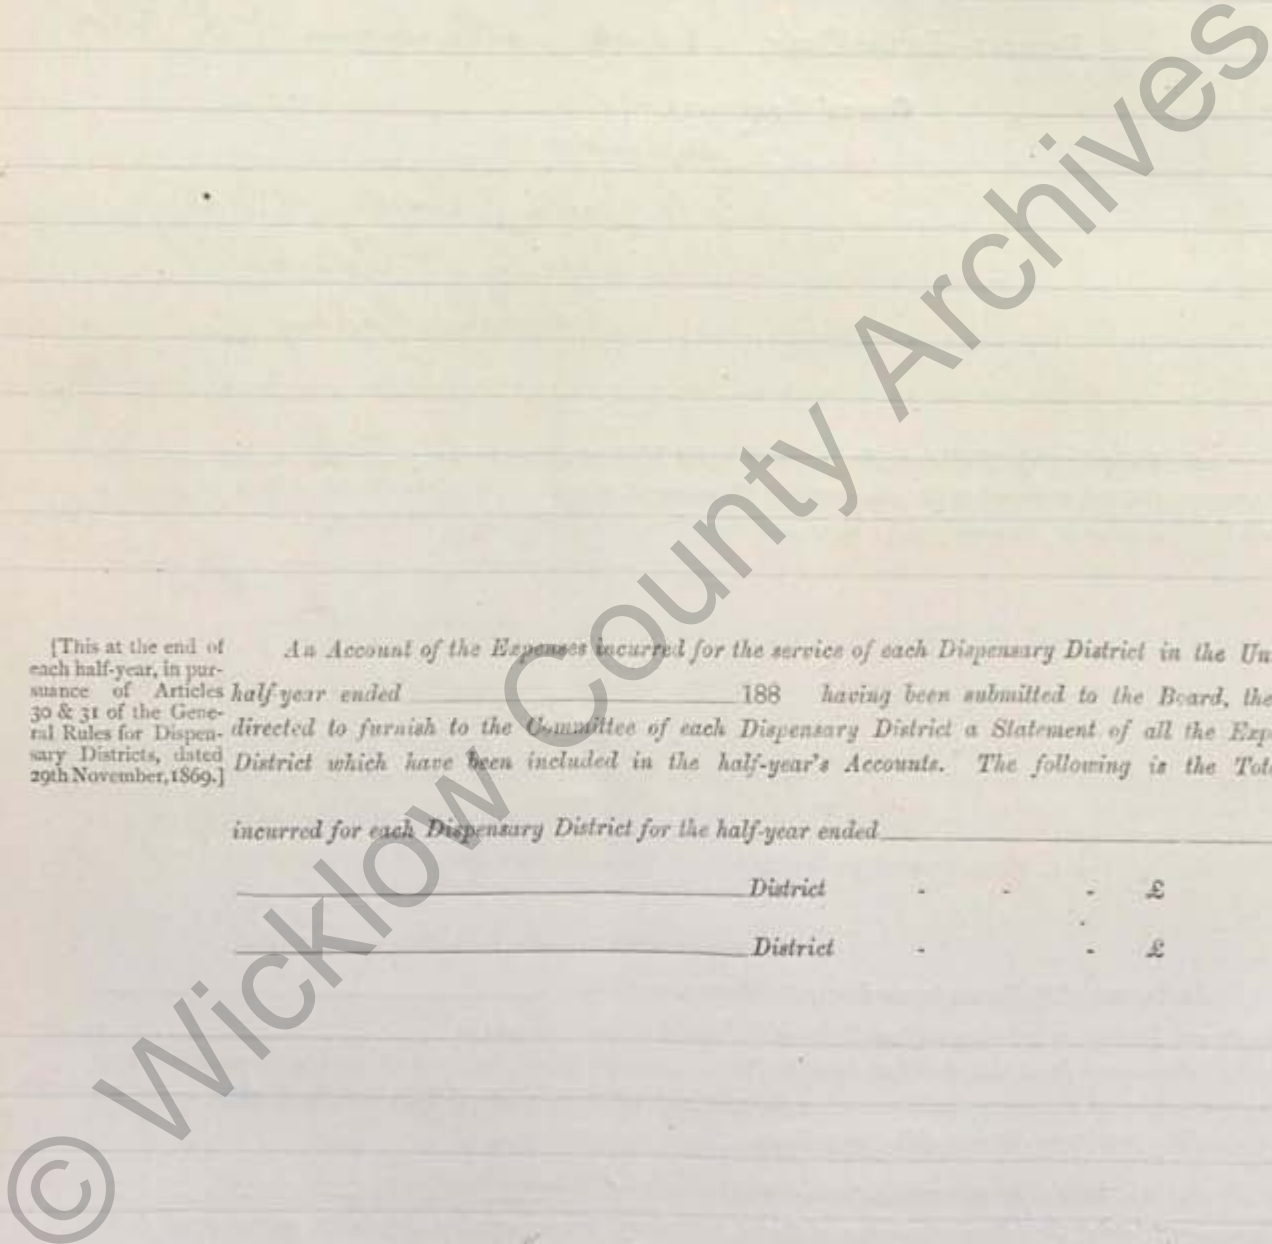 [This at the end of
each half-year, in pur-
suance of Articles
30 & 31 of the Gene-
ral Rules for Dispen-
sary Districts, dated
29th November, 1869.]
An Account of the Expenses incurred for the service of each Dispensary District in the Un
half year ended 188 having been submitted to the Board, the
directed to furnish to the Committee of each Dispensary District a Statement of all the Exp
District which have been included in the half-year's Accounts. The following is the Tot
incurred for each Dispensary District for the half-year ended
District - - - £
District - - £
© Wicklow County Archives